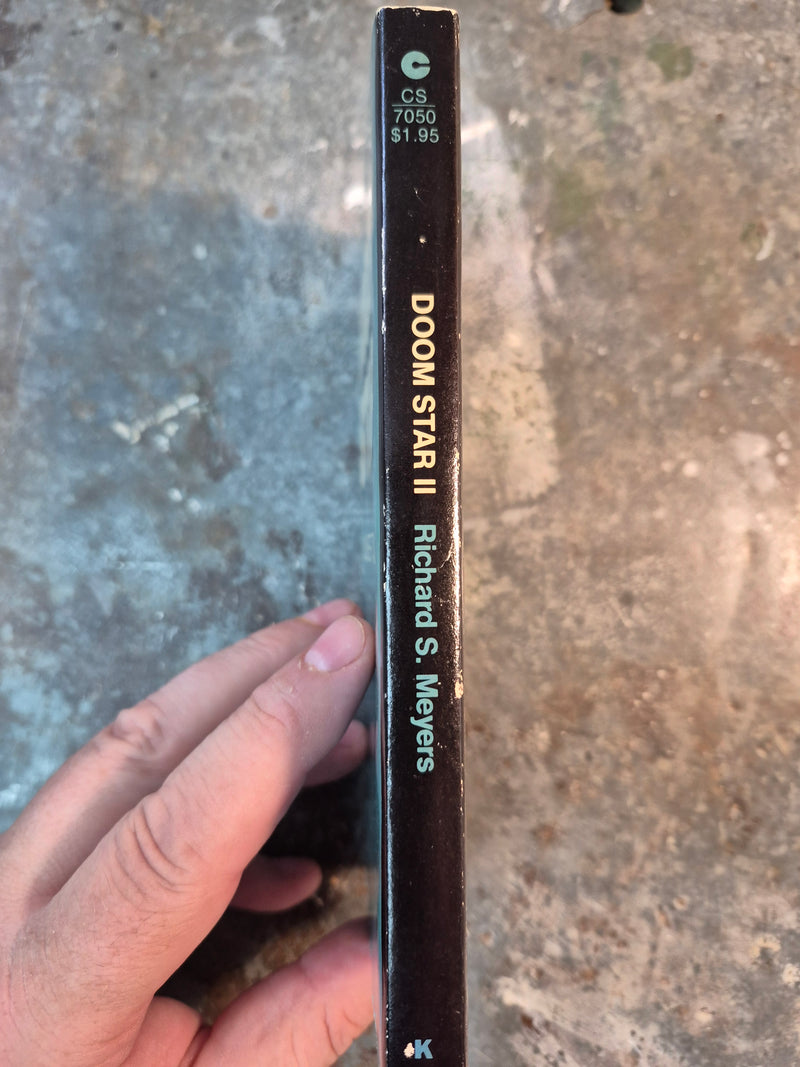 C
CS
7050
$1.95
DOOM STAR II Richard S. Meyers
K